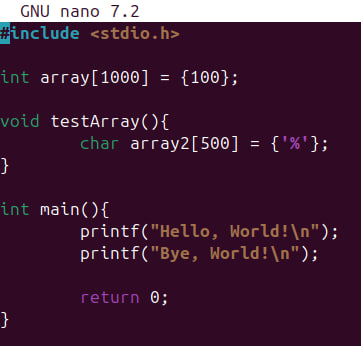 GNU nano 7.2
#include <stdio.h>
int array[1000] = {100};
void testArray(){
        char array2[500] = {'%'};
}
int main(){
        printf("Hello, World!\n");
        printf("Bye, World!\n");
        return 0;
}